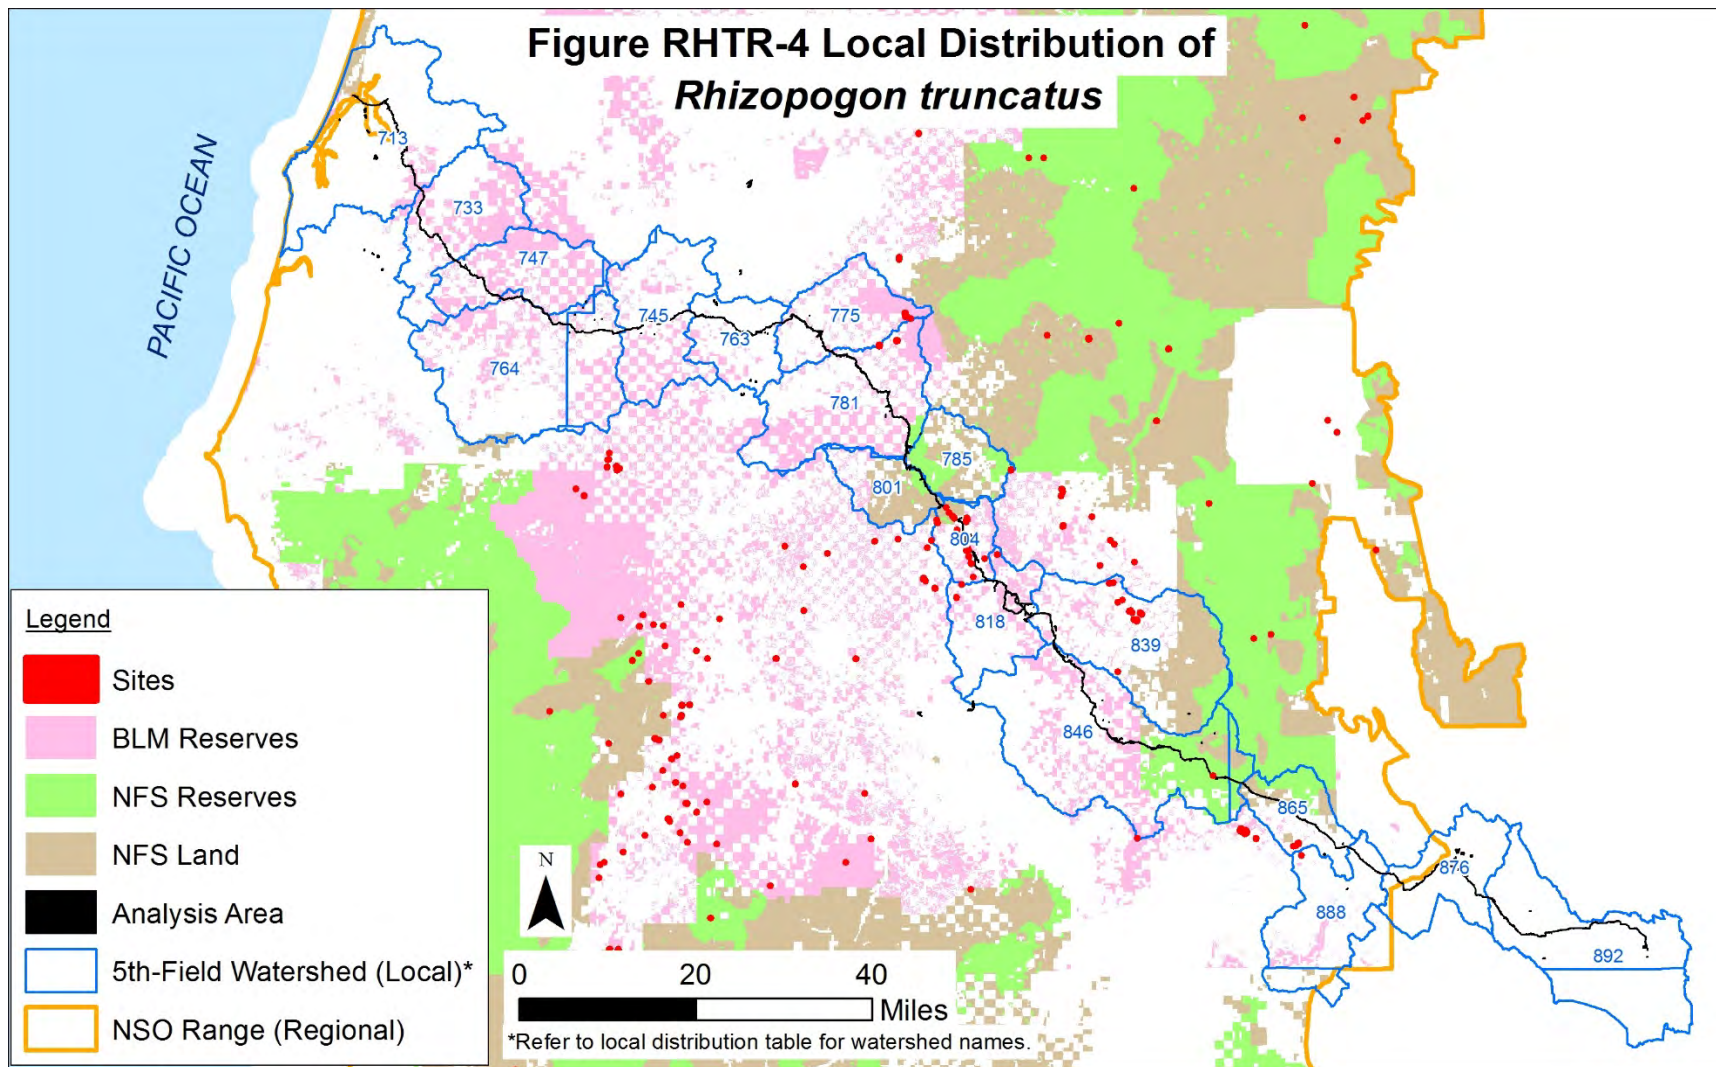 Figure RHTR-4 Local Distribution of
Rhizopogon truncatus
PACIFIC OCEAN
713
733
747
745
775
763
764
781
785
801
804
818
839
846
865
876
888
892
Legend
Sites
BLM Reserves
NFS Reserves
NFS Land
Analysis Area
5th-Field Watershed (Local)*
NSO Range (Regional)
N
0 20 40
Miles
*Refer to local distribution table for watershed names.